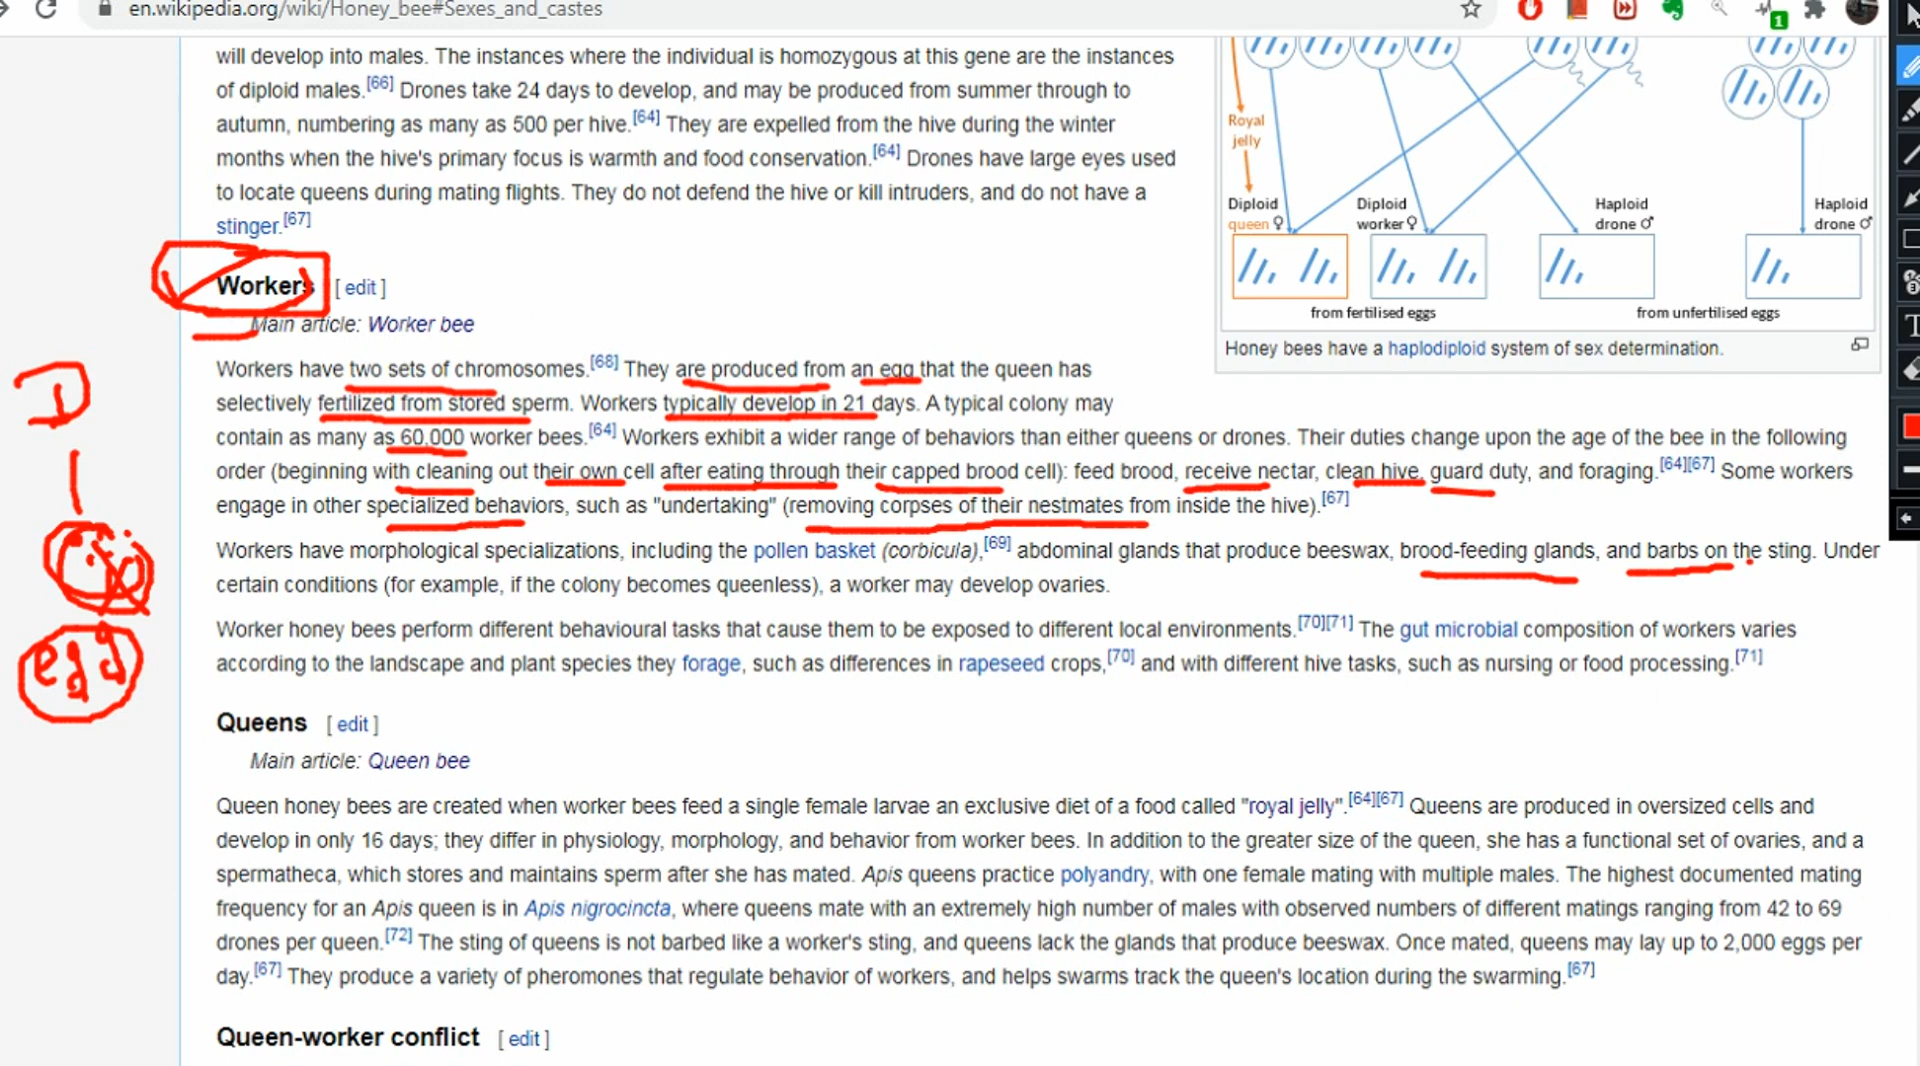 en.wikipedia.org/wiki/Honey_bee#Sexes_and_castes
1
will develop into males. The instances where the individual is homozygous at this gene are the instances
of diploid males.[66] Drones take 24 days to develop, and may be produced from summer through to
autumn, numbering as many as 500 per hive.[64] They are expelled from the hive during the winter
months when the hive's primary focus is warmth and food conservation.[64] Drones have large eyes used
to locate queens during mating flights. They do not defend the hive or kill intruders, and do not have a
stinger.[67]
Royal
jelly
Diploid
queen ♀
Diploid
worker ♀
Haploid
drone ♂
Haploid
drone ♂
from fertilised eggs
from unfertilised eggs
Honey bees have a haplodiploid system of sex determination.
Workers [ edit ]
Main article: Worker bee
Workers have two sets of chromosomes.[68] They are produced from an egg that the queen has
selectively fertilized from stored sperm. Workers typically develop in 21 days. A typical colony may
contain as many as 60,000 worker bees.[64] Workers exhibit a wider range of behaviors than either queens or drones. Their duties change upon the age of the bee in the following
order (beginning with cleaning out their own cell after eating through their capped brood cell): feed brood, receive nectar, clean hive, guard duty, and foraging.[64][67] Some workers
engage in other specialized behaviors, such as "undertaking" (removing corpses of their nestmates from inside the hive).[67]
Workers have morphological specializations, including the pollen basket (corbicula),[69] abdominal glands that produce beeswax, brood-feeding glands, and barbs on the sting. Under
certain conditions (for example, if the colony becomes queenless), a worker may develop ovaries.
Worker honey bees perform different behavioural tasks that cause them to be exposed to different local environments.[70][71] The gut microbial composition of workers varies
according to the landscape and plant species they forage, such as differences in rapeseed crops,[70] and with different hive tasks, such as nursing or food processing.[71]
D
egg
Queens [ edit ]
Main article: Queen bee
Queen honey bees are created when worker bees feed a single female larvae an exclusive diet of a food called "royal jelly".[64][67] Queens are produced in oversized cells and
develop in only 16 days; they differ in physiology, morphology, and behavior from worker bees. In addition to the greater size of the queen, she has a functional set of ovaries, and a
spermatheca, which stores and maintains sperm after she has mated. Apis queens practice polyandry, with one female mating with multiple males. The highest documented mating
frequency for an Apis queen is in Apis nigrocincta, where queens mate with an extremely high number of males with observed numbers of different matings ranging from 42 to 69
drones per queen.[72] The sting of queens is not barbed like a worker's sting, and queens lack the glands that produce beeswax. Once mated, queens may lay up to 2,000 eggs per
day.[67] They produce a variety of pheromones that regulate behavior of workers, and helps swarms track the queen's location during the swarming.[67]
Queen-worker conflict [ edit ]